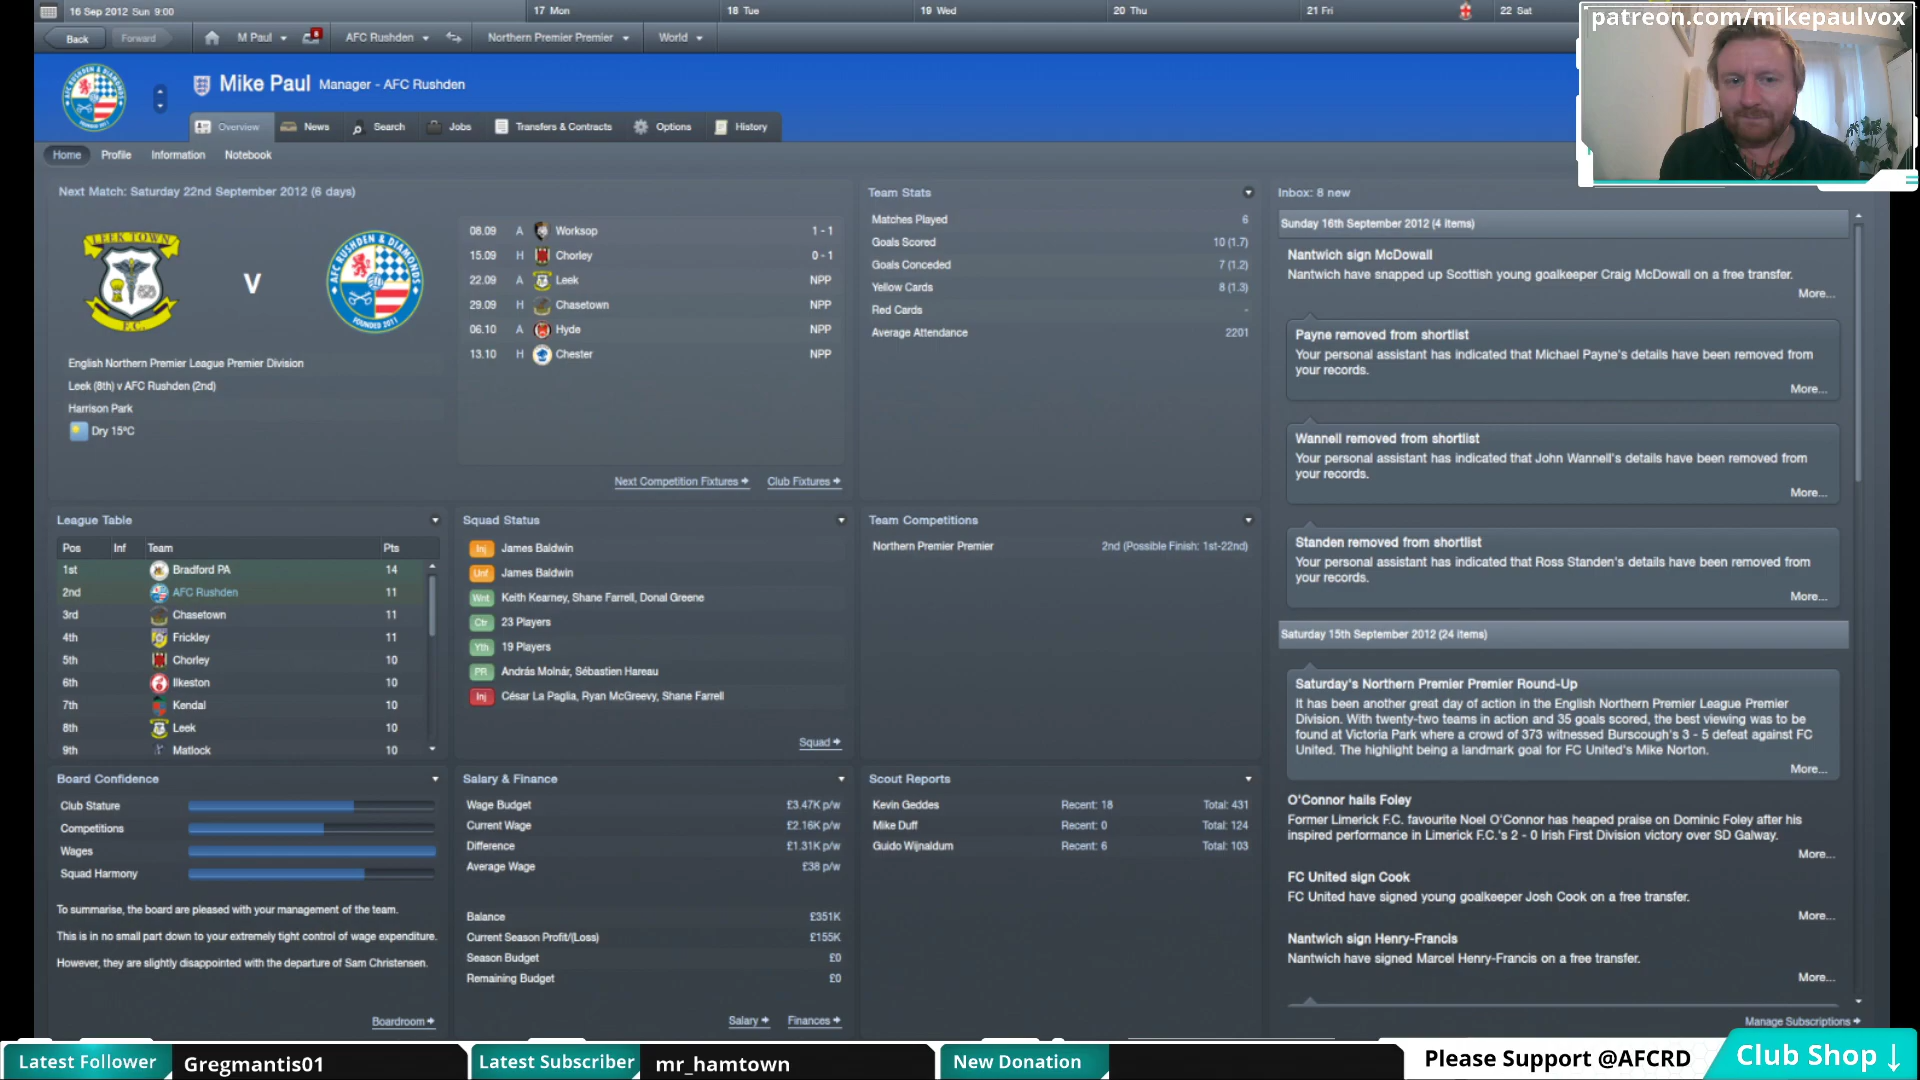 16 Sep 2012 Sun 9:00
17 Mon
18 Tue
19 Wed
20 Thu
21 Fri
22 Sat
patreon.com/mikepaulvox
Back
Forward
M Paul
AFC Rushden
Northern Premier Premier
World
Mike Paul Manager - AFC Rushden
Overview
News
Search
Jobs
Transfers & Contracts
Options
History
Home
Profile
Information
Notebook
Next Match: Saturday 22nd September 2012 (6 days)
LEEK TOWN
F.C.
V
AFC RUSHDEN & DIAMONDS
FOUNDED 2011
English Northern Premier League Premier Division
Leek (8th) v AFC Rushden (2nd)
Harrison Park
Dry 15°C
08.09 A Worksop 1 - 1
15.09 H Chorley 0 - 1
22.09 A Leek NPP
29.09 H Chasetown NPP
06.10 A Hyde NPP
13.10 H Chester NPP
Next Competition Fixtures
Club Fixtures
Team Stats
Matches Played 6
Goals Scored 10 (1.7)
Goals Conceded 7 (1.2)
Yellow Cards 8 (1.3)
Red Cards -
Average Attendance 2201
Inbox: 8 new
Sunday 16th September 2012 (4 items)
Nantwich sign McDowall
Nantwich have snapped up Scottish young goalkeeper Craig McDowall on a free transfer.
More...
Payne removed from shortlist
Your personal assistant has indicated that Michael Payne's details have been removed from
your records.
More...
Wannell removed from shortlist
Your personal assistant has indicated that John Wannell's details have been removed from
your records.
More...
Standen removed from shortlist
Your personal assistant has indicated that Ross Standen's details have been removed from
your records.
More...
Saturday 15th September 2012 (24 items)
Saturday's Northern Premier Premier Round-Up
It has been another great day of action in the English Northern Premier League Premier
Division. With twenty-two teams in action and 35 goals scored, the best viewing was to be
found at Victoria Park where a crowd of 373 witnessed Burscough's 3 - 5 defeat against FC
United. The highlight being a landmark goal for FC United's Mike Norton.
More...
O'Connor hails Foley
Former Limerick F.C. favourite Noel O'Connor has heaped praise on Dominic Foley after his
inspired performance in Limerick F.C.'s 2 - 0 Irish First Division victory over SD Galway.
More...
FC United sign Cook
FC United have signed young goalkeeper Josh Cook on a free transfer.
More...
Nantwich sign Henry-Francis
Nantwich have signed Marcel Henry-Francis on a free transfer.
More...
Manage Subscriptions
League Table
Pos Inf Team Pts
1st Bradford PA 14
2nd AFC Rushden 11
3rd Chasetown 11
4th Frickley 11
5th Chorley 10
6th Ilkeston 10
7th Kendal 10
8th Leek 10
9th Matlock 10
Squad Status
Inj James Baldwin
Unf James Baldwin
Wnt Keith Kearney, Shane Farrell, Donal Greene
Ctr 23 Players
Yth 19 Players
PR András Molnár, Sébastien Hareau
Inj César La Paglia, Ryan McGreevy, Shane Farrell
Squad
Team Competitions
Northern Premier Premier 2nd (Possible Finish: 1st-22nd)
Board Confidence
Club Stature
Competitions
Wages
Squad Harmony
To summarise, the board are pleased with your management of the team.
This is in no small part down to your extremely tight control of wage expenditure.
However, they are slightly disappointed with the departure of Sam Christensen.
Boardroom
Salary & Finance
Wage Budget £3.47K p/w
Current Wage £2.16K p/w
Difference £1.31K p/w
Average Wage £38 p/w
Balance £351K
Current Season Profit/(Loss) £155K
Season Budget £0
Remaining Budget £0
Salary
Finances
Scout Reports
Kevin Geddes Recent: 18 Total: 431
Mike Duff Recent: 0 Total: 124
Guido Wijnaldum Recent: 6 Total: 103
Latest Follower
Gregmantis01
Latest Subscriber
mr_hamtown
New Donation
Please Support @AFCRD
Club Shop ↓